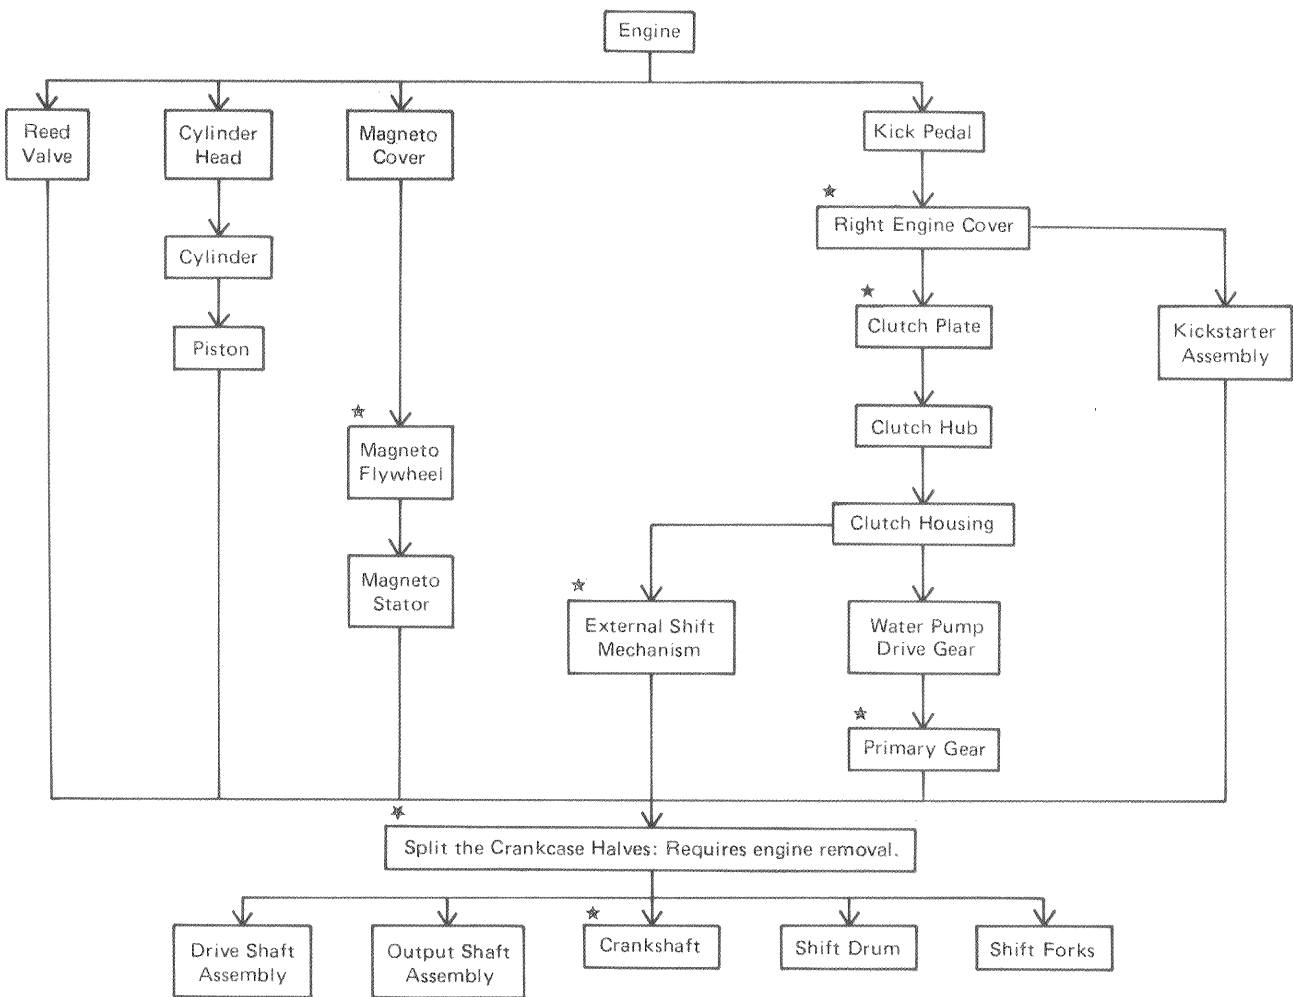 Engine
Reed
Valve
Cylinder
Head
Magneto
Cover
Kick Pedal
Right Engine Cover
Cylinder
Clutch Plate
Kickstarter
Assembly
Piston
Clutch Hub
Magneto
Flywheel
Clutch Housing
Magneto
Stator
External Shift
Mechanism
Water Pump
Drive Gear
Primary Gear
Split the Crankcase Halves: Requires engine removal.
Drive Shaft
Assembly
Output Shaft
Assembly
Crankshaft
Shift Drum
Shift Forks